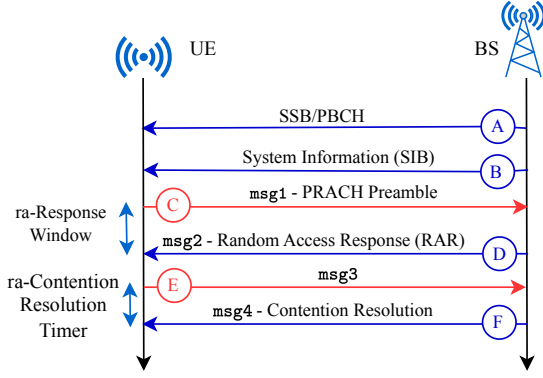 UE
BS
SSB/PBCH
A
System Information (SIB)
B
C
msg1 - PRACH Preamble
ra-Response
Window
msg2 - Random Access Response (RAR)
D
ra-Contention
Resolution
Timer
E
msg3
msg4 - Contention Resolution
F